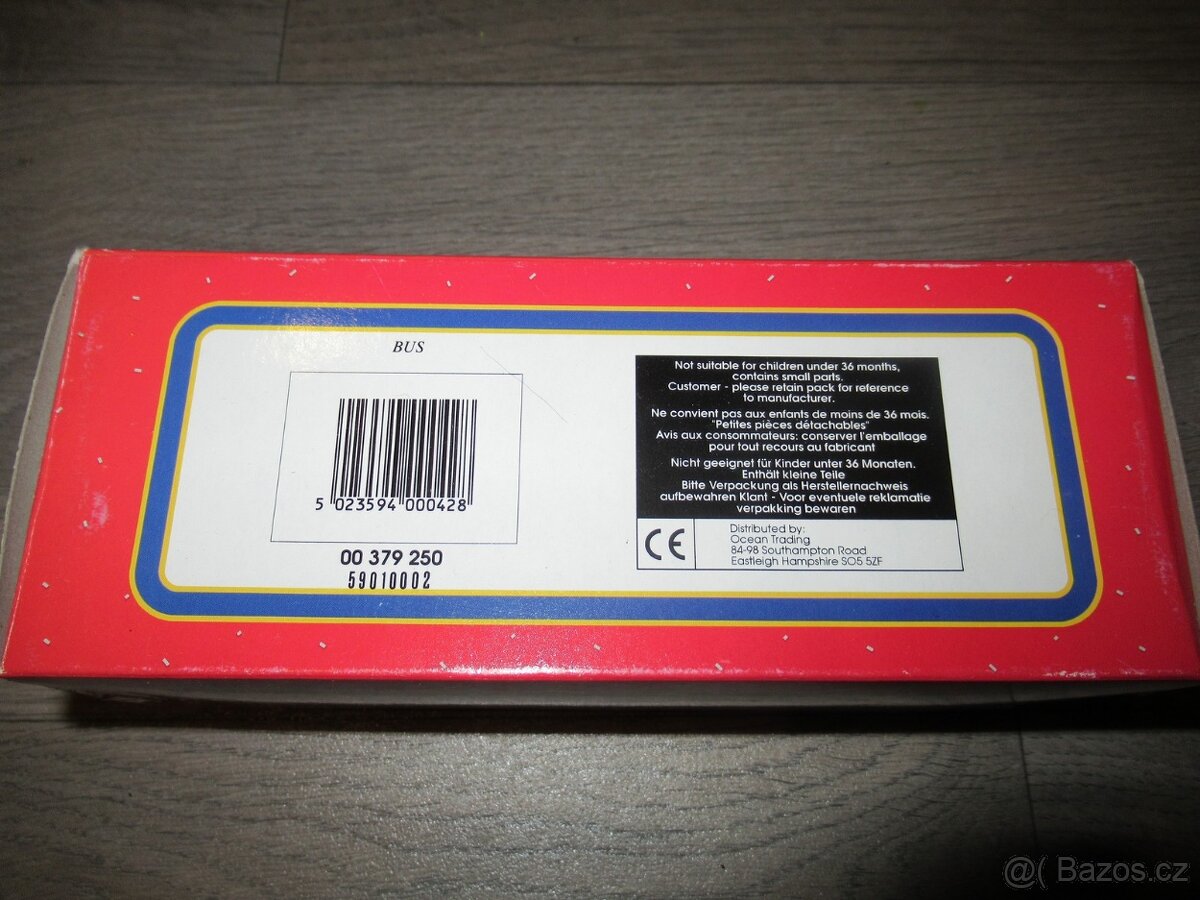 BUS
5 023594 000428
00 379 250
59010002
Not suitable for children under 36 months,
contains small parts.
Customer - please retain pack for reference
to manufacturer.
Ne convient pas aux enfants de moins de 36 mois.
"Petites pièces détachables"
Avis aux consommateurs: conserver l'emballage
pour tout recours au fabricant
Nicht geeignet für Kinder unter 36 Monaten.
Enthält kleine Teile
Bitte Verpackung als Herstellernachweis
aufbewahren Klant - Voor eventuele reklamatie
verpakking bewaren
CE
Distributed by:
Ocean Trading
84-98 Southampton Road
Eastleigh Hampshire SO5 5ZF
@( Bazos.cz